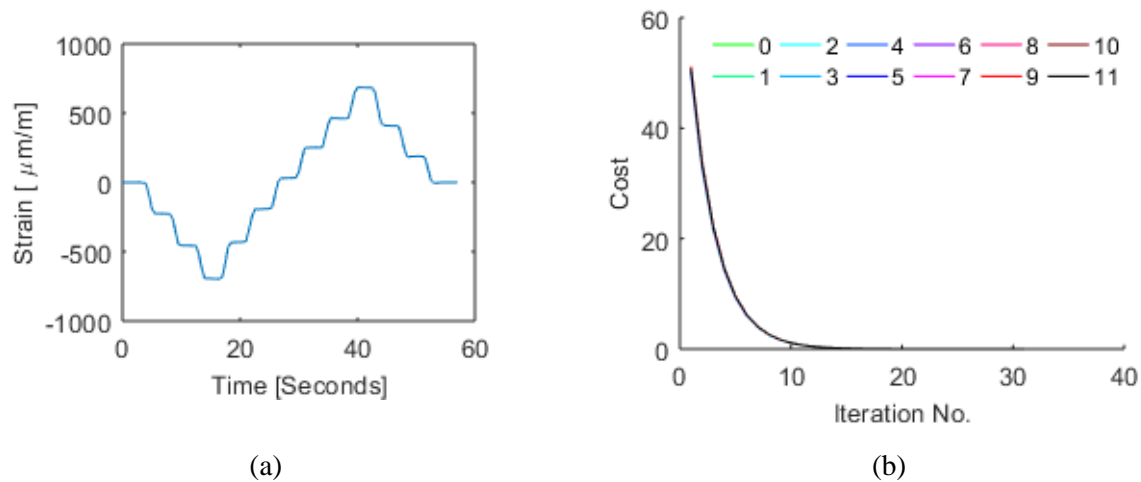 1000
500
0
-500
-1000
0 20 40 60
Strain [ μm/m]
Time [Seconds]
(a)
60
40
20
0
0 10 20 30 40
Cost
Iteration No.
0 2 4 6 8 10
1 3 5 7 9 11
(b)